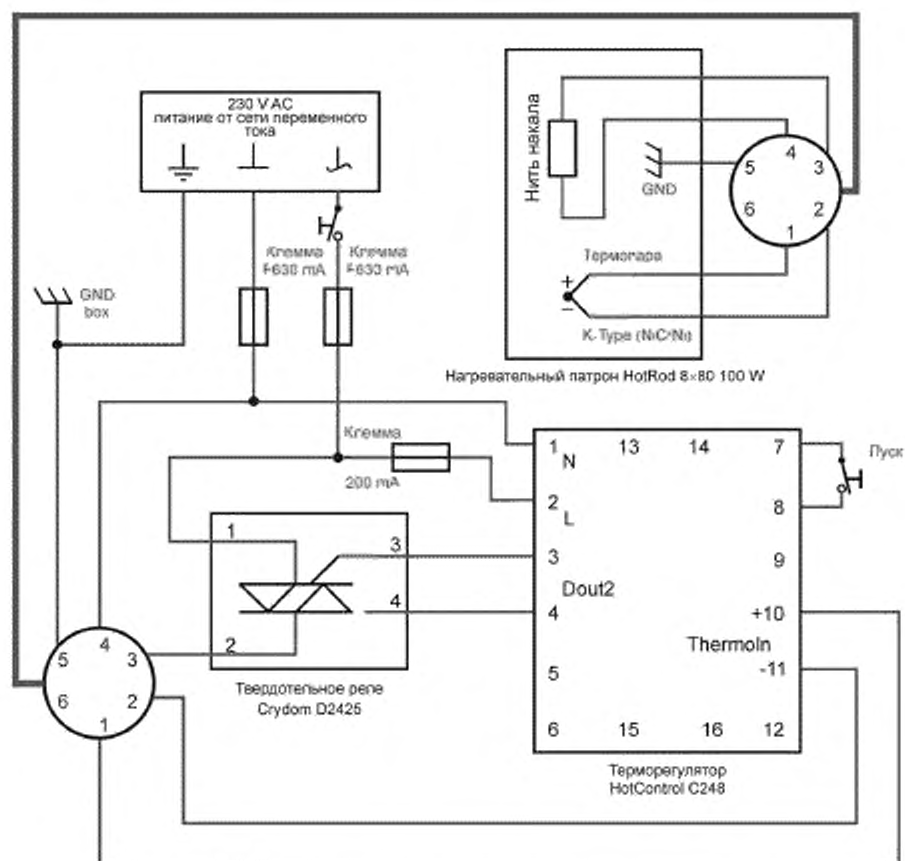 230 V AC
питание от сети переменного
тока
Нить накала
GND
5 4 3
6 1 2
Термопара
+
−
K-Type (NiCrNi)
Нагревательный патрон HotRod 8×80 100 W
Клемма Клемма
F630 mA F630 mA
GND
box
Клемма
200 mA
1 N 13 14 7
Пуск
2 L 8
3 9
Dout2
4 +10
ThermoIn
5 -11
6 15 16 12
Терморегулятор
HotControl C248
1 3
2 4
Твердотельное реле
Crydom D2425
5 4 3
6 1 2